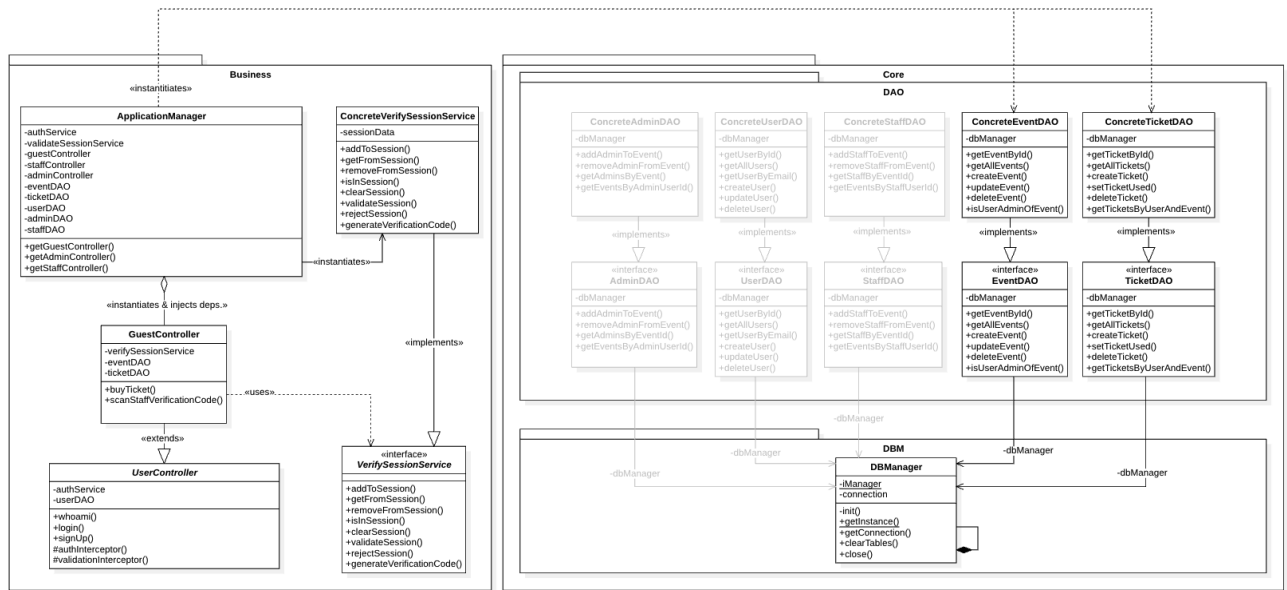 Business
«instantitiates»
ApplicationManager
-authService
-validateSessionService
-guestController
-staffController
-adminController
-eventDAO
-ticketDAO
-userDAO
-adminDAO
-staffDAO
+getGuestController()
+getAdminController()
+getStaffController()
ConcreteVerifySessionService
-sessionData
+addToSession()
+getFromSession()
+removeFromSession()
+isInSession()
+clearSession()
+validateSession()
+rejectSession()
+generateVerificationCode()
«instantiates»
«instantiates & injects deps.»
GuestController
-verifySessionService
-eventDAO
-ticketDAO
+buyTicket()
+scanStaffVerificationCode()
«implements»
«uses»
«extends»
UserController
-authService
-userDAO
+whoami()
+login()
+signUp()
#authInterceptor()
#validationInterceptor()
«interface»
VerifySessionService
+addToSession()
+getFromSession()
+removeFromSession()
+isInSession()
+clearSession()
+validateSession()
+rejectSession()
+generateVerificationCode()
Core
DAO
ConcreteAdminDAO
-dbManager
+addAdminToEvent()
+removeAdminFromEvent()
+getAdminsByEvent()
+getEventsByAdminUserId()
ConcreteUserDAO
-dbManager
+getUserById()
+getAllUsers()
+getUserByEmail()
+createUser()
+updateUser()
+deleteUser()
ConcreteStaffDAO
-dbManager
+addStaffToEvent()
+removeStaffFromEvent()
+getStaffByEventId()
+getEventsByStaffUserId()
ConcreteEventDAO
-dbManager
+getEventById()
+getAllEvents()
+createEvent()
+updateEvent()
+deleteEvent()
+isUserAdminOfEvent()
ConcreteTicketDAO
-dbManager
+getTicketById()
+getAllTickets()
+createTicket()
+setTicketUsed()
+deleteTicket()
+getTicketsByUserAndEvent()
«implements»
«implements»
«implements»
«implements»
«implements»
«interface»
AdminDAO
-dbManager
+addAdminToEvent()
+removeAdminFromEvent()
+getAdminsByEventId()
+getEventsByAdminUserId()
«interface»
UserDAO
-dbManager
+getUserById()
+getAllUsers()
+getUserByEmail()
+createUser()
+updateUser()
+deleteUser()
«interface»
StaffDAO
-dbManager
+addStaffToEvent()
+removeStaffFromEvent()
+getStaffByEventId()
+getEventsByStaffUserId()
«interface»
EventDAO
-dbManager
+getEventById()
+getAllEvents()
+createEvent()
+updateEvent()
+deleteEvent()
+isUserAdminOfEvent()
«interface»
TicketDAO
-dbManager
+getTicketById()
+getAllTickets()
+createTicket()
+setTicketUsed()
+deleteTicket()
+getTicketsByUserAndEvent()
-dbManager
-dbManager
-dbManager
-dbManager
-dbManager
DBM
DBManager
-iManager
-connection
-init()
+getInstance()
+getConnection()
+clearTables()
+close()